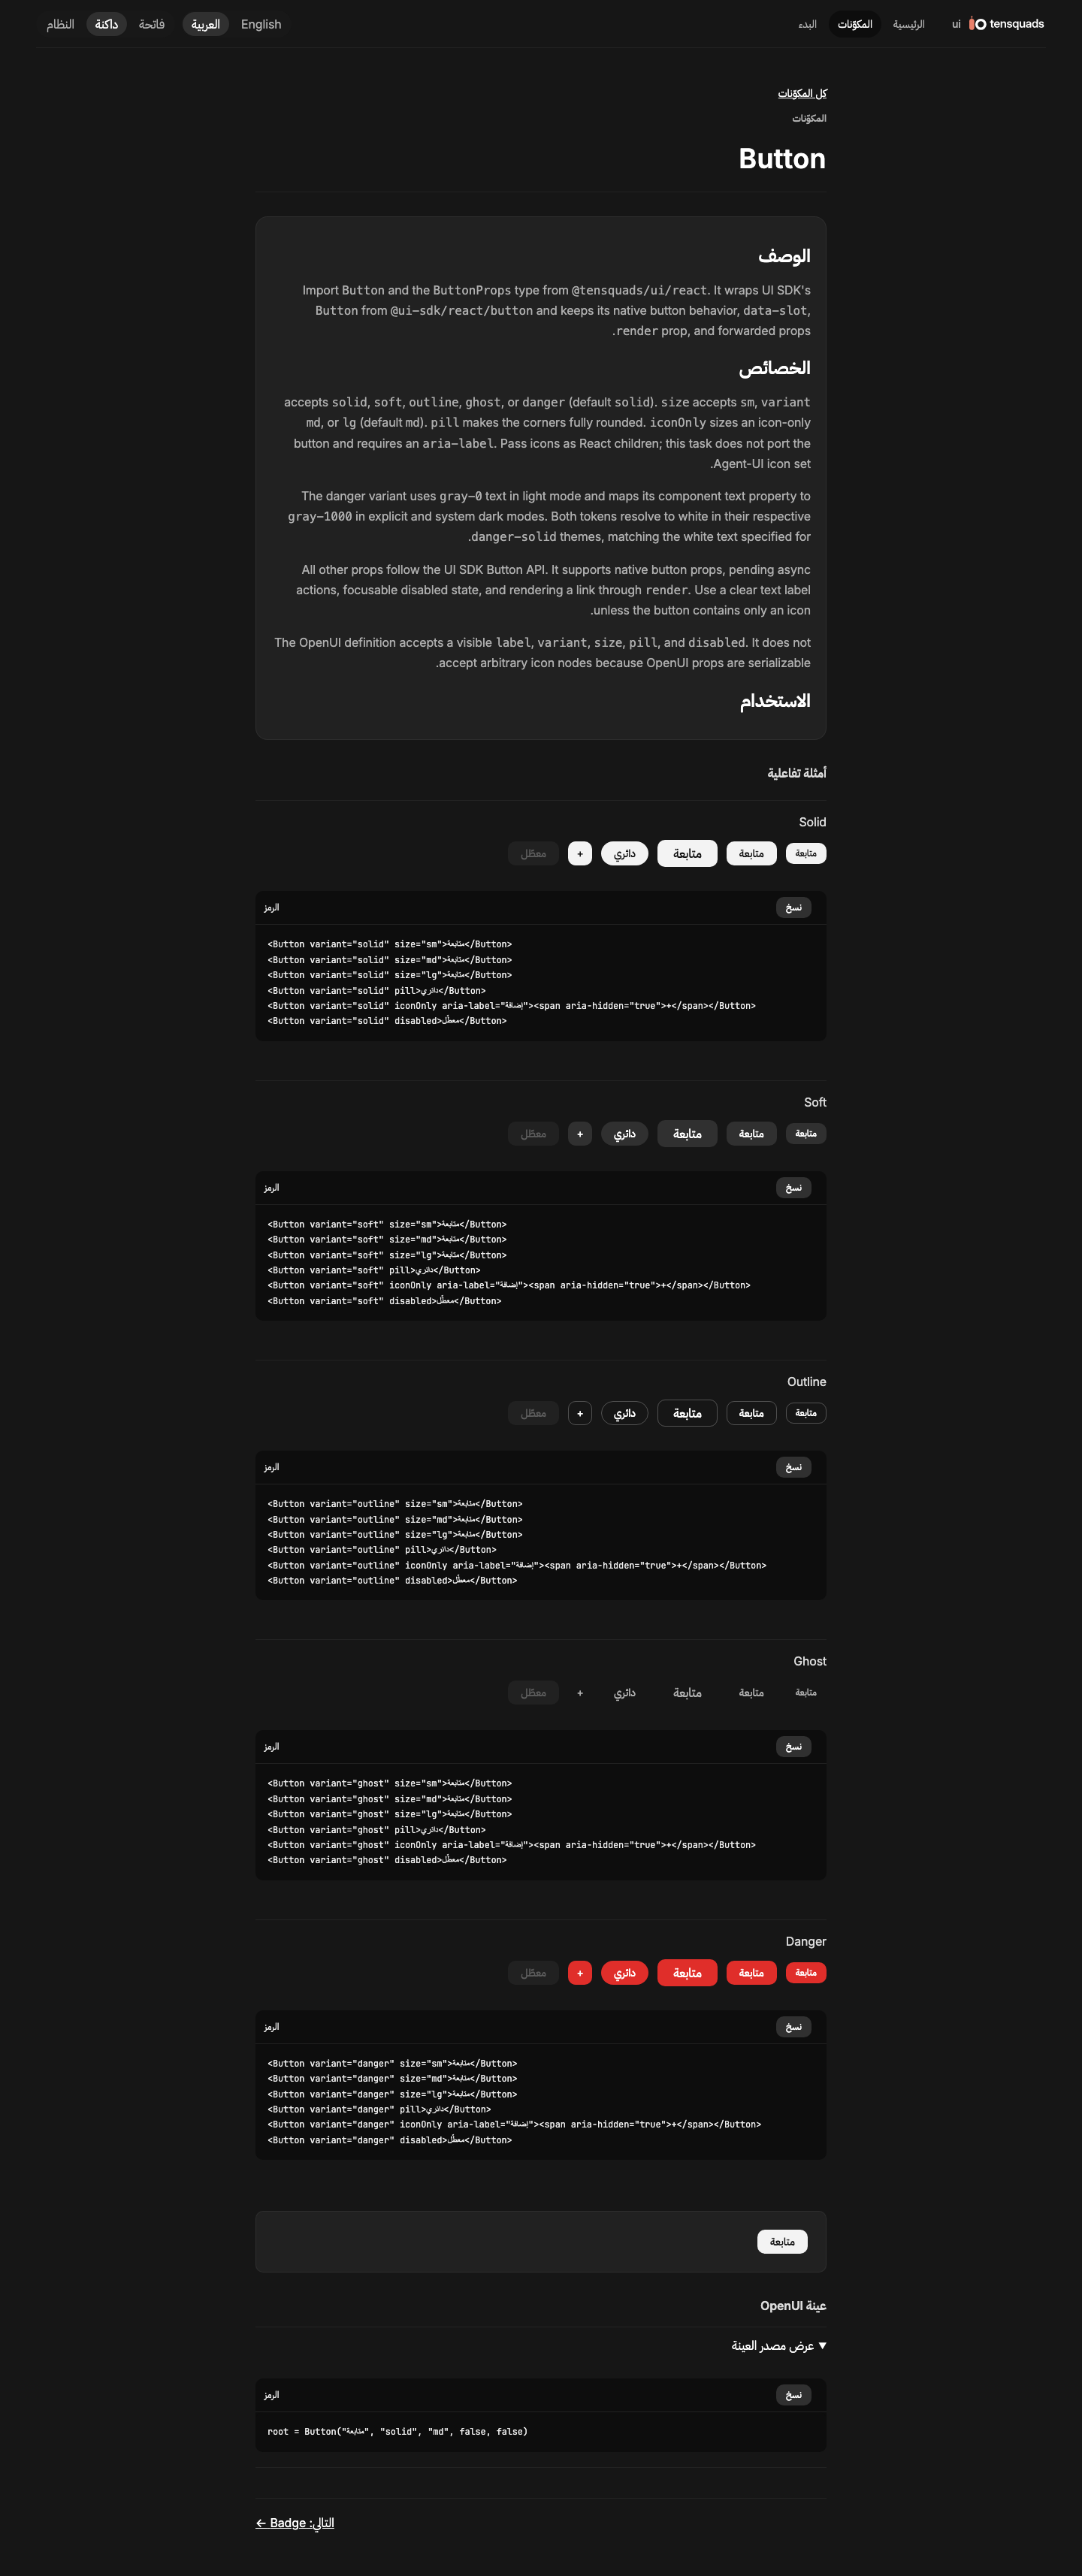 tensquads ui
الرئيسية
المكوّنات
البدء
English
العربية
فاتحة
داكنة
النظام
كل المكوّنات
المكوّنات
Button
الوصف
Import Button and the ButtonProps type from @tensquads/ui/react. It wraps UI SDK's
Button from @ui-sdk/react/button and keeps its native button behavior, data-slot,
render prop, and forwarded props.
الخصائص
variant accepts solid, soft, outline, ghost, or danger (default solid). size accepts sm,
md, or lg (default md). pill makes the corners fully rounded. iconOnly sizes an icon-only
button and requires an aria-label. Pass icons as React children; this task does not port the
Agent-UI icon set.
The danger variant uses gray-0 text in light mode and maps its component text property to
gray-1000 in explicit and system dark modes. Both tokens resolve to white in their respective
themes, matching the white text specified for danger-solid.
All other props follow the UI SDK Button API. It supports native button props, pending async
actions, focusable disabled state, and rendering a link through render. Use a clear text label
unless the button contains only an icon.
The OpenUI definition accepts a visible label, variant, size, pill, and disabled. It does not
accept arbitrary icon nodes because OpenUI props are serializable.
الاستخدام
أمثلة تفاعلية
Solid
متابعة متابعة متابعة دائري + معطّل
نسخ الرمز
<Button variant="solid" size="sm">متابعة</Button>
<Button variant="solid" size="md">متابعة</Button>
<Button variant="solid" size="lg">متابعة</Button>
<Button variant="solid" pill>دائري</Button>
<Button variant="solid" iconOnly aria-label="إضافة"><span aria-hidden="true">+</span></Button>
<Button variant="solid" disabled>معطّل</Button>
Soft
متابعة متابعة متابعة دائري + معطّل
نسخ الرمز
<Button variant="soft" size="sm">متابعة</Button>
<Button variant="soft" size="md">متابعة</Button>
<Button variant="soft" size="lg">متابعة</Button>
<Button variant="soft" pill>دائري</Button>
<Button variant="soft" iconOnly aria-label="إضافة"><span aria-hidden="true">+</span></Button>
<Button variant="soft" disabled>معطّل</Button>
Outline
متابعة متابعة متابعة دائري + معطّل
نسخ الرمز
<Button variant="outline" size="sm">متابعة</Button>
<Button variant="outline" size="md">متابعة</Button>
<Button variant="outline" size="lg">متابعة</Button>
<Button variant="outline" pill>دائري</Button>
<Button variant="outline" iconOnly aria-label="إضافة"><span aria-hidden="true">+</span></Button>
<Button variant="outline" disabled>معطّل</Button>
Ghost
متابعة متابعة متابعة دائري + معطّل
نسخ الرمز
<Button variant="ghost" size="sm">متابعة</Button>
<Button variant="ghost" size="md">متابعة</Button>
<Button variant="ghost" size="lg">متابعة</Button>
<Button variant="ghost" pill>دائري</Button>
<Button variant="ghost" iconOnly aria-label="إضافة"><span aria-hidden="true">+</span></Button>
<Button variant="ghost" disabled>معطّل</Button>
Danger
متابعة متابعة متابعة دائري + معطّل
نسخ الرمز
<Button variant="danger" size="sm">متابعة</Button>
<Button variant="danger" size="md">متابعة</Button>
<Button variant="danger" size="lg">متابعة</Button>
<Button variant="danger" pill>دائري</Button>
<Button variant="danger" iconOnly aria-label="إضافة"><span aria-hidden="true">+</span></Button>
<Button variant="danger" disabled>معطّل</Button>
متابعة
عينة OpenUI
▼ عرض مصدر العينة
نسخ الرمز
root = Button("متابعة", "solid", "md", false, false)
التالي: Badge ←